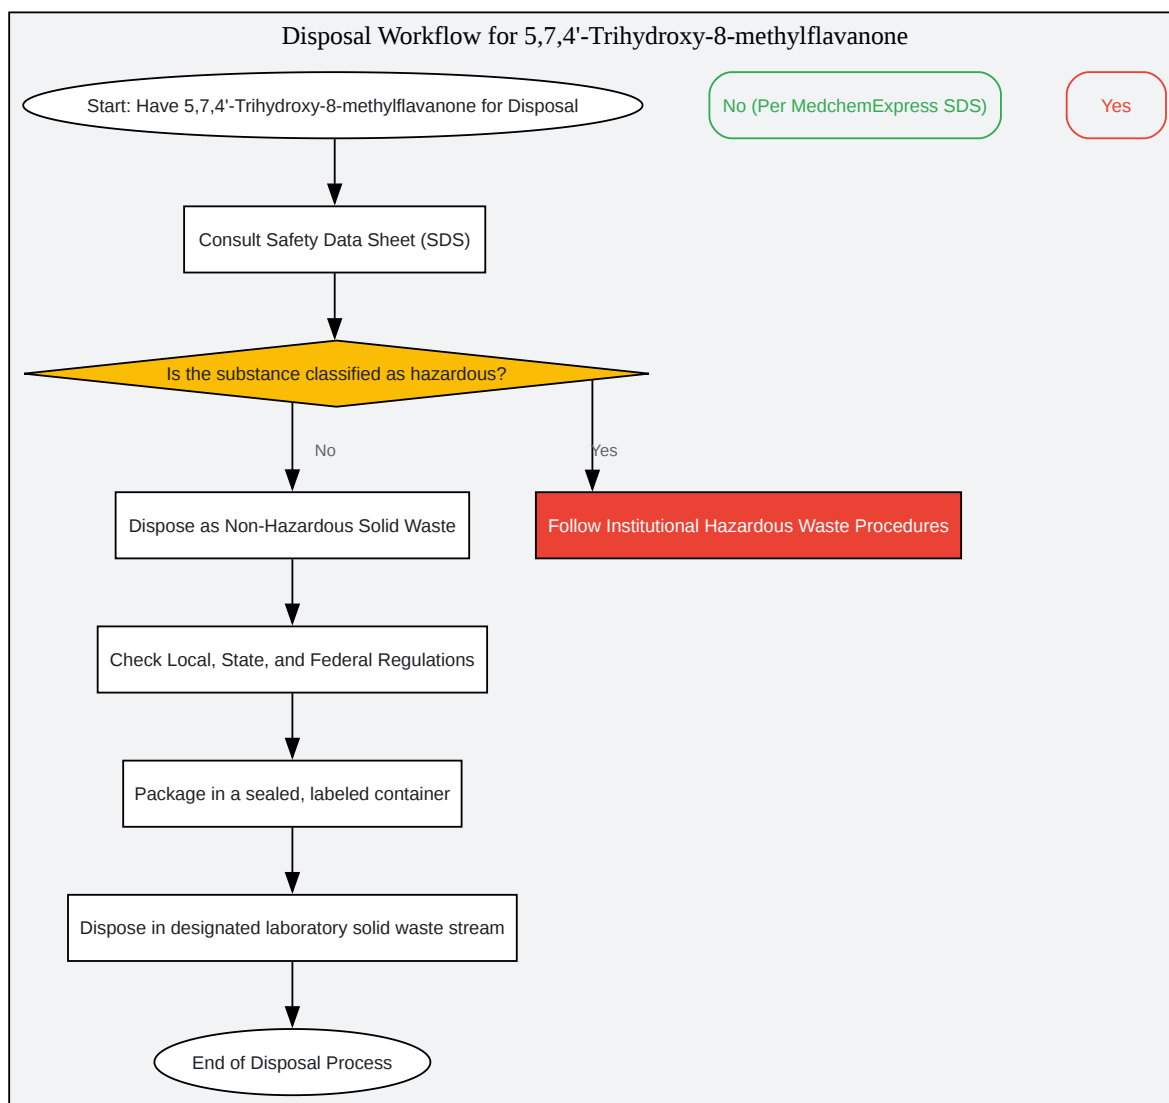 Disposal Workflow for 5,7,4'-Trihydroxy-8-methylflavanone
Start: Have 5,7,4'-Trihydroxy-8-methylflavanone for Disposal
No (Per MedchemExpress SDS)
Yes
Consult Safety Data Sheet (SDS)
Is the substance classified as hazardous?
No
Yes
Dispose as Non-Hazardous Solid Waste
Follow Institutional Hazardous Waste Procedures
Check Local, State, and Federal Regulations
Package in a sealed, labeled container
Dispose in designated laboratory solid waste stream
End of Disposal Process